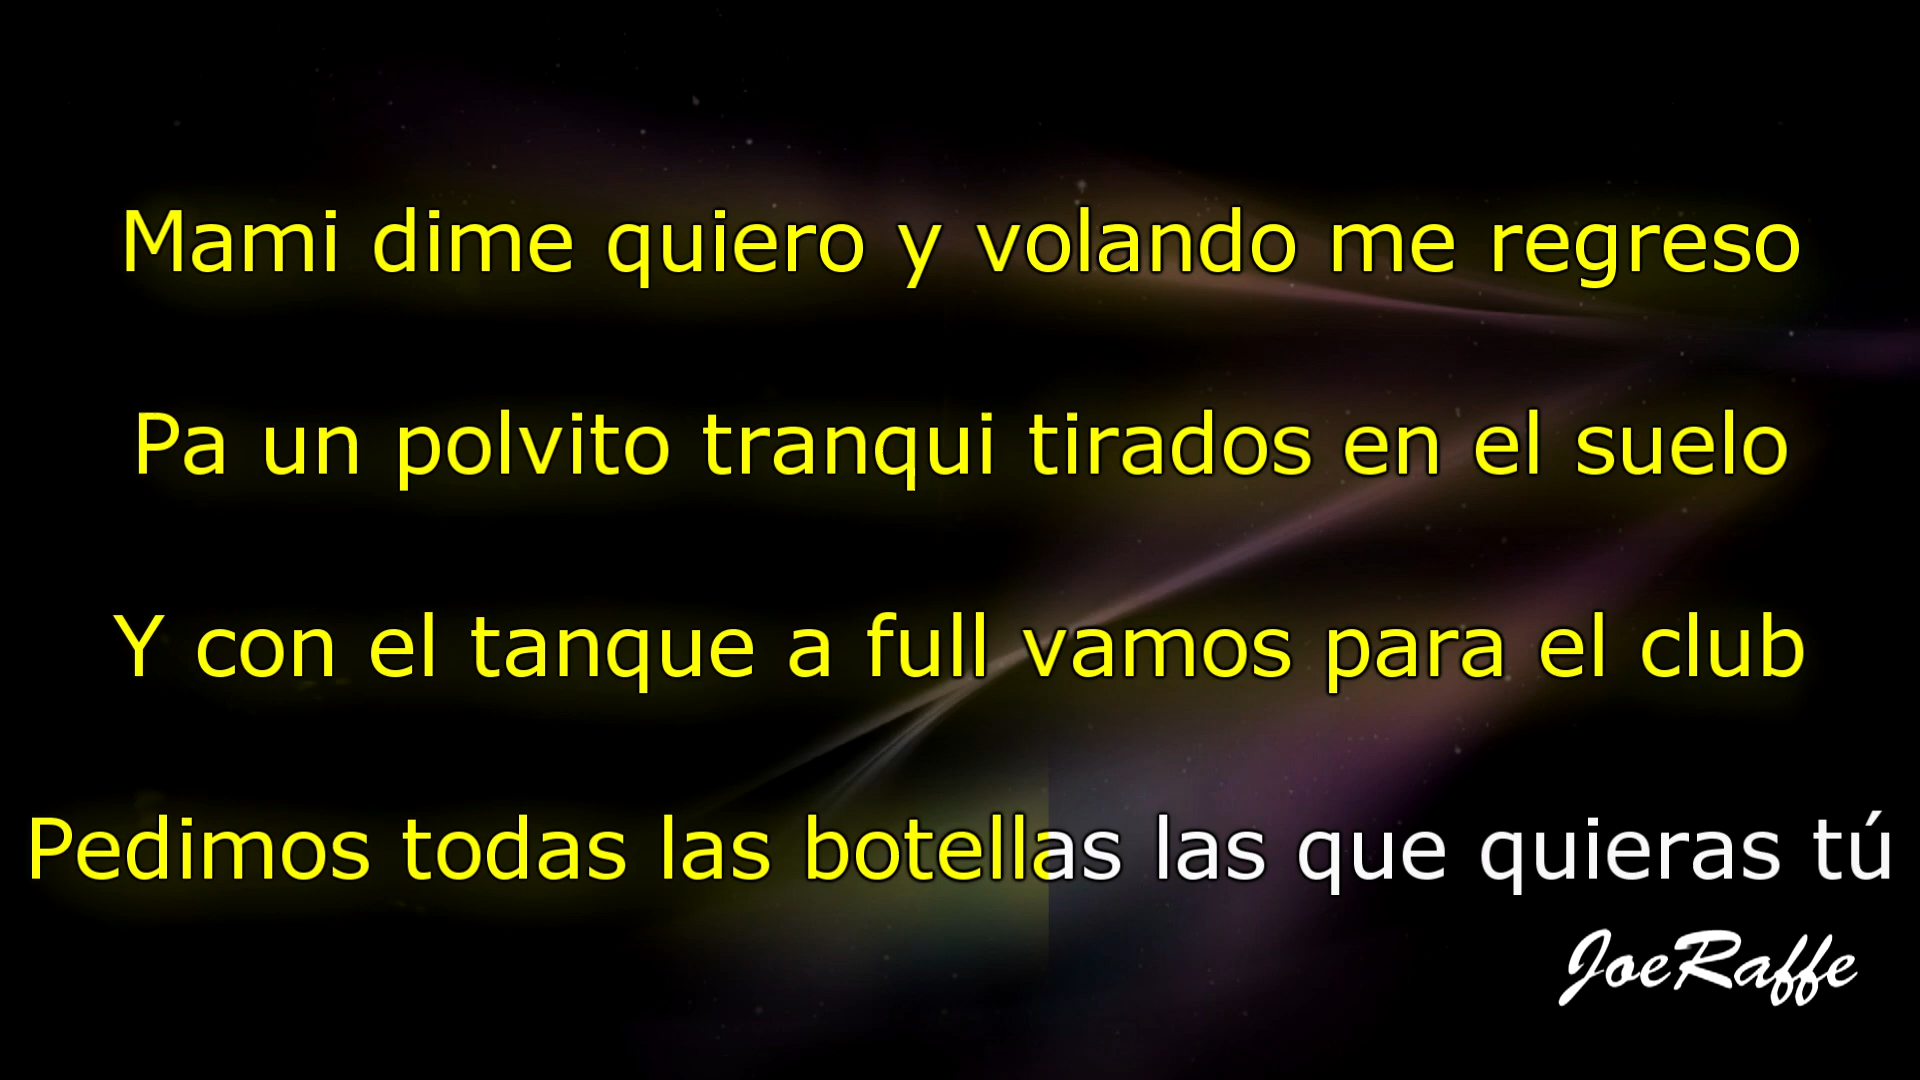 Mami dime quiero y volando me regreso
Pa un polvito tranqui tirados en el suelo
Y con el tanque a full vamos para el club
Pedimos todas las botellas las que quieras tú
JoeRaffe